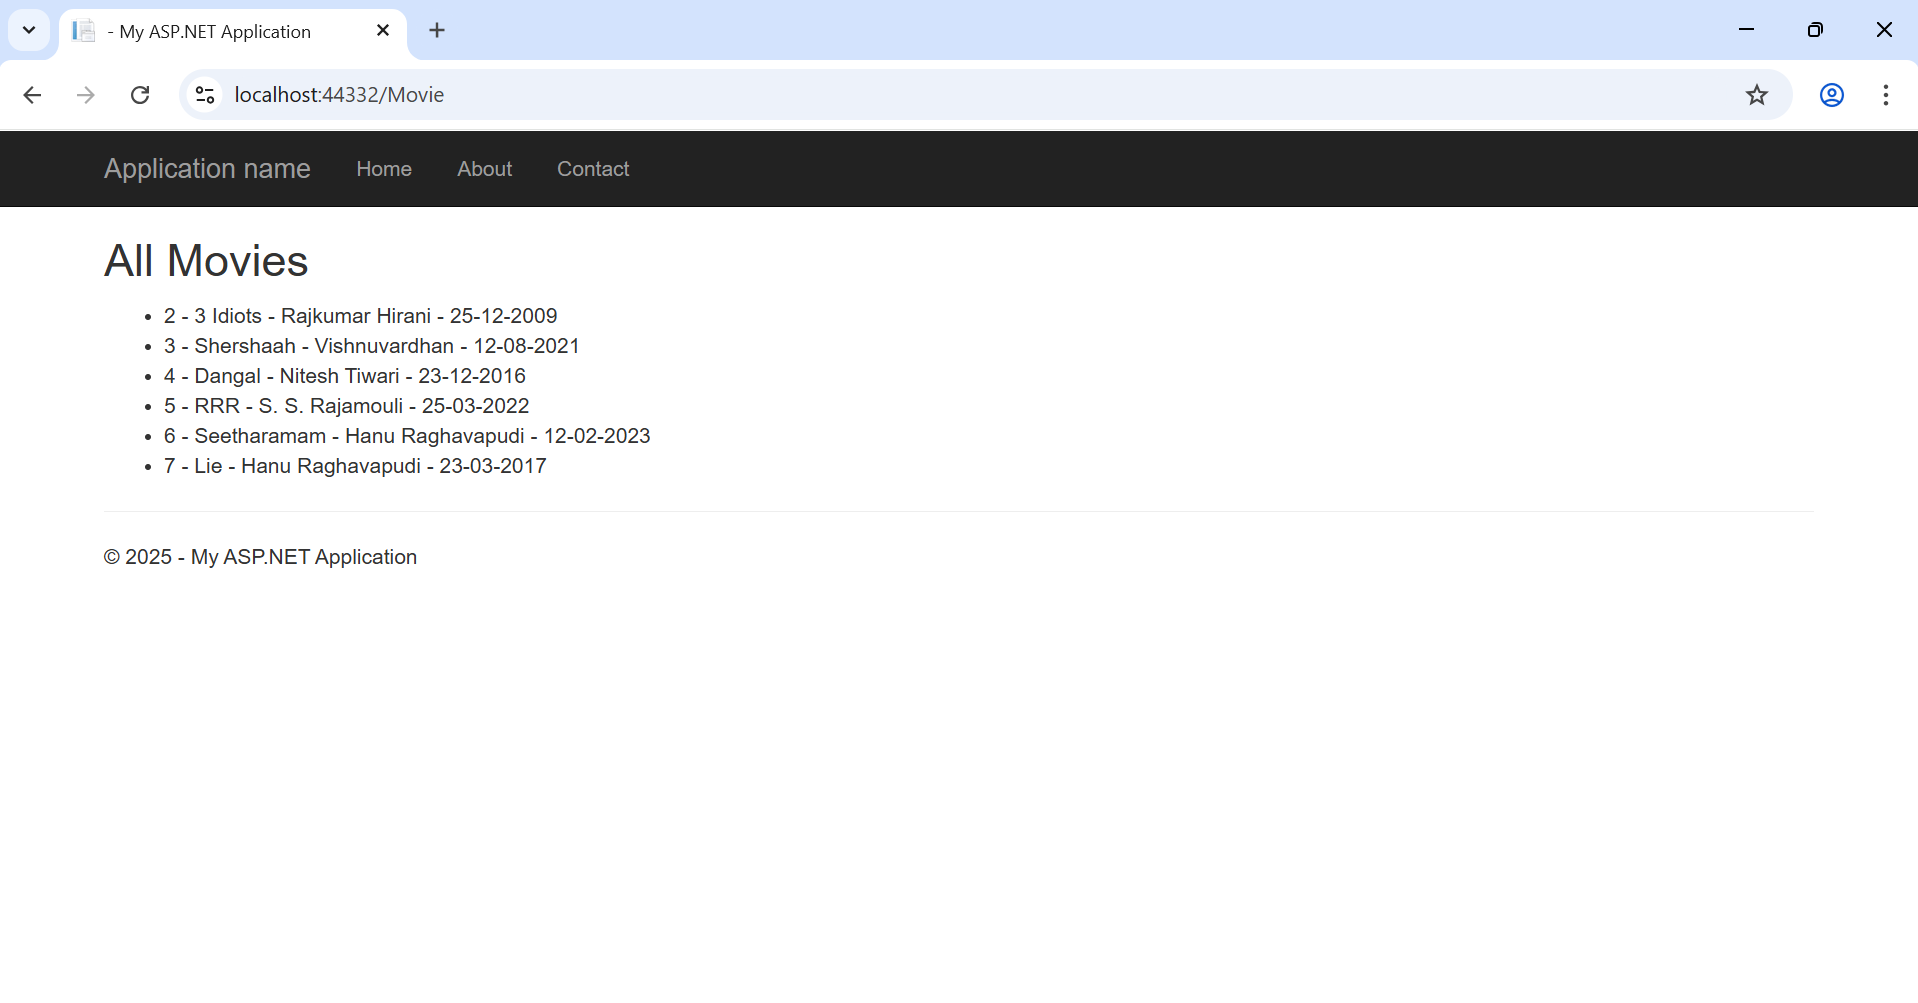 - My ASP.NET Application
localhost:44332/Movie
Application name Home About Contact
All Movies
2 - 3 Idiots - Rajkumar Hirani - 25-12-2009
3 - Shershaah - Vishnuvardhan - 12-08-2021
4 - Dangal - Nitesh Tiwari - 23-12-2016
5 - RRR - S. S. Rajamouli - 25-03-2022
6 - Seetharamam - Hanu Raghavapudi - 12-02-2023
7 - Lie - Hanu Raghavapudi - 23-03-2017
© 2025 - My ASP.NET Application